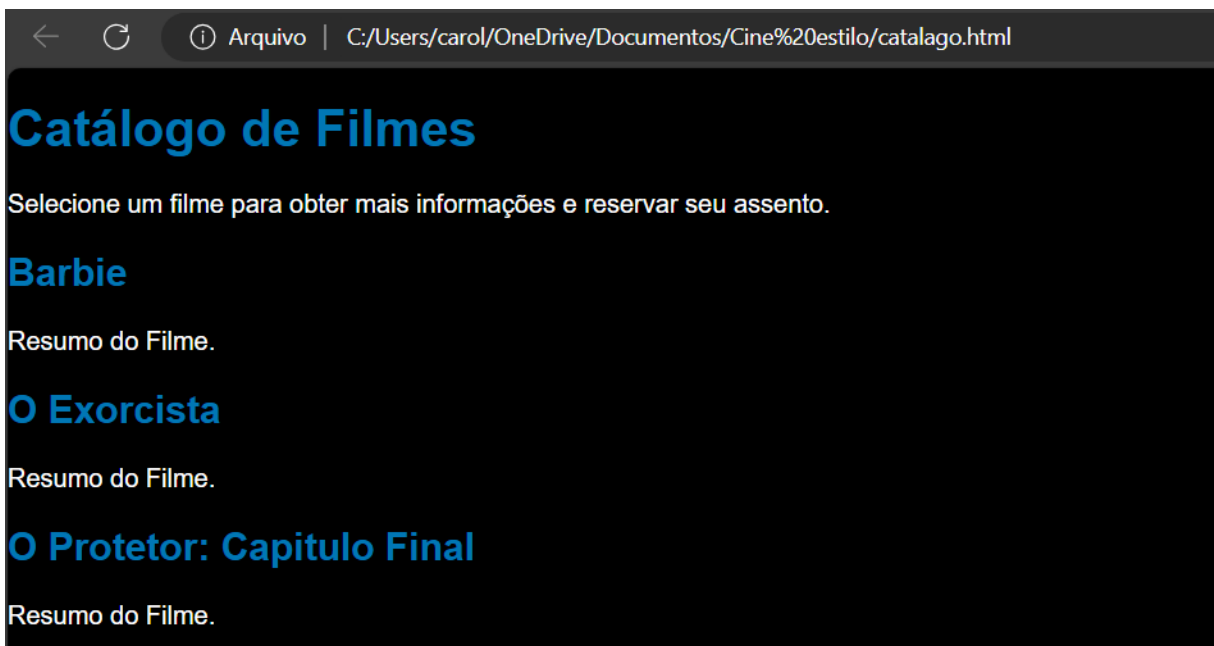 Arquivo | C:/Users/carol/OneDrive/Documentos/Cine%20estilo/catalago.html
Catálogo de Filmes
Selecione um filme para obter mais informações e reservar seu assento.
Barbie
Resumo do Filme.
O Exorcista
Resumo do Filme.
O Protetor: Capitulo Final
Resumo do Filme.